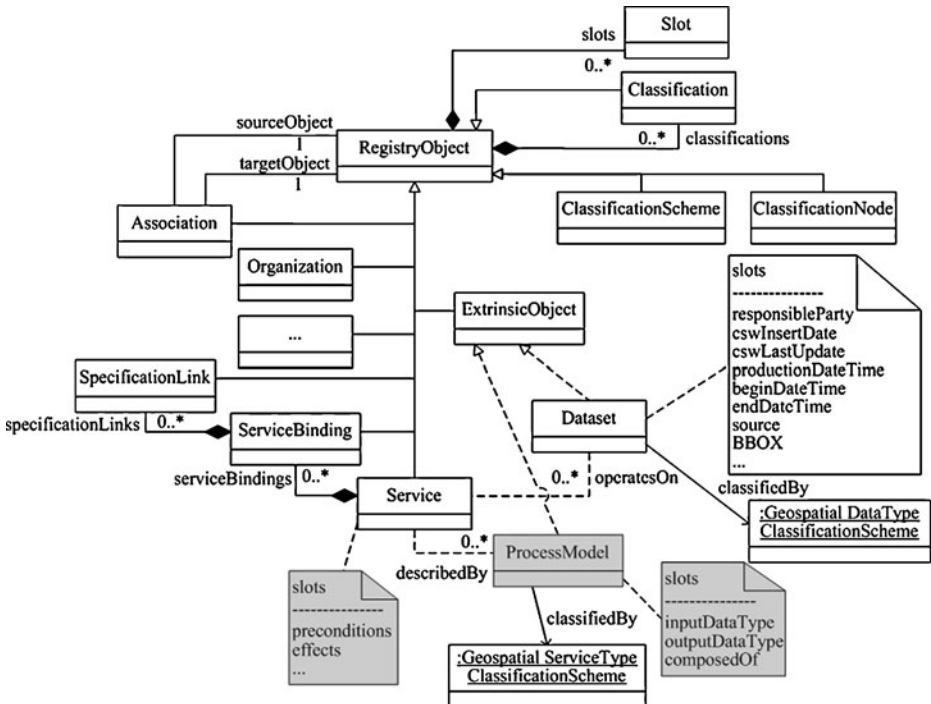 Slot
slots
0..*
Classification
sourceObject
1
RegistryObject
0..*
classifications
targetObject
1
Association
ClassificationScheme
ClassificationNode
Organization
ExtrinsicObject
...
slots
----------------
responsibleParty
cswInsertDate
cswLastUpdate
productionDateTime
beginDateTime
endDateTime
source
BBOX
...
SpecificationLink
specificationLinks
0..*
ServiceBinding
Dataset
serviceBindings
0..*
Service
0..*
operatesOn
classifiedBy
:Geospatial DataType
ClassificationScheme
0..*
describedBy
ProcessModel
slots
----------------
preconditions
effects
...
classifiedBy
slots
----------------
inputDataType
outputDataType
composedOf
:Geospatial ServiceType
ClassificationScheme